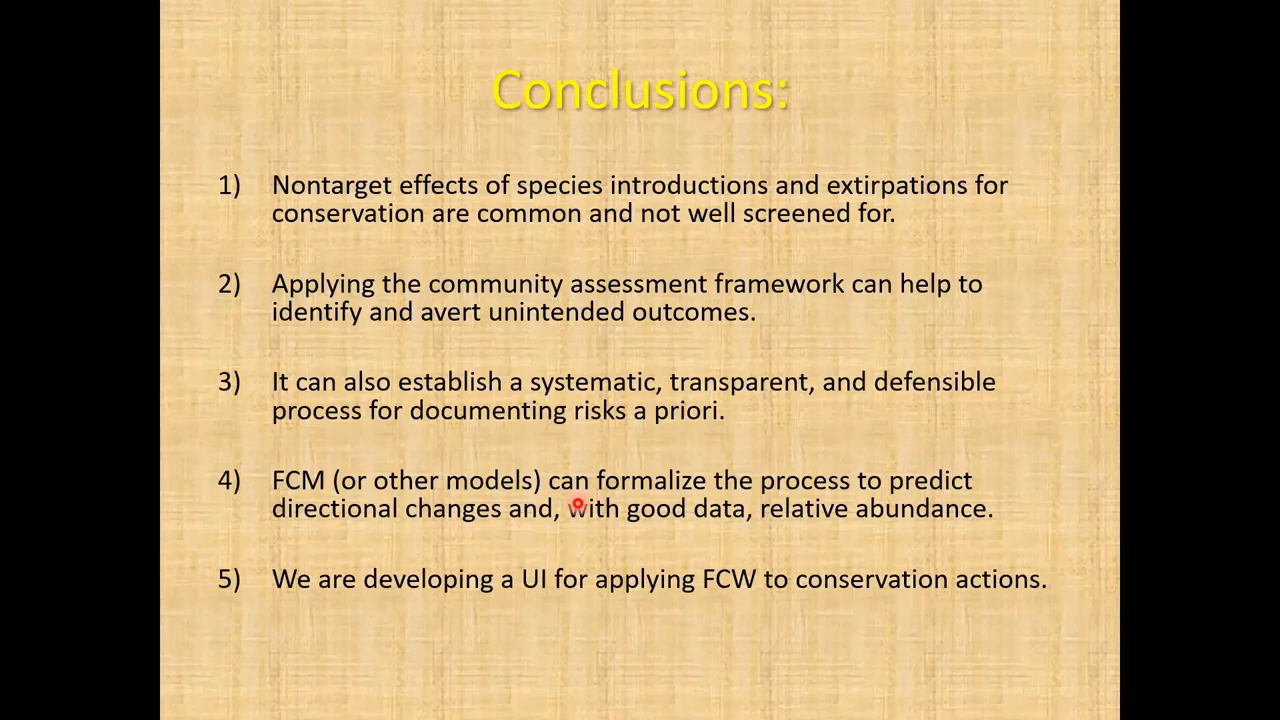 Conclusions:
1) Nontarget effects of species introductions and extirpations for
conservation are common and not well screened for.
2) Applying the community assessment framework can help to
identify and avert unintended outcomes.
3) It can also establish a systematic, transparent, and defensible
process for documenting risks a priori.
4) FCM (or other models) can formalize the process to predict
directional changes and, with good data, relative abundance.
5) We are developing a UI for applying FCW to conservation actions.